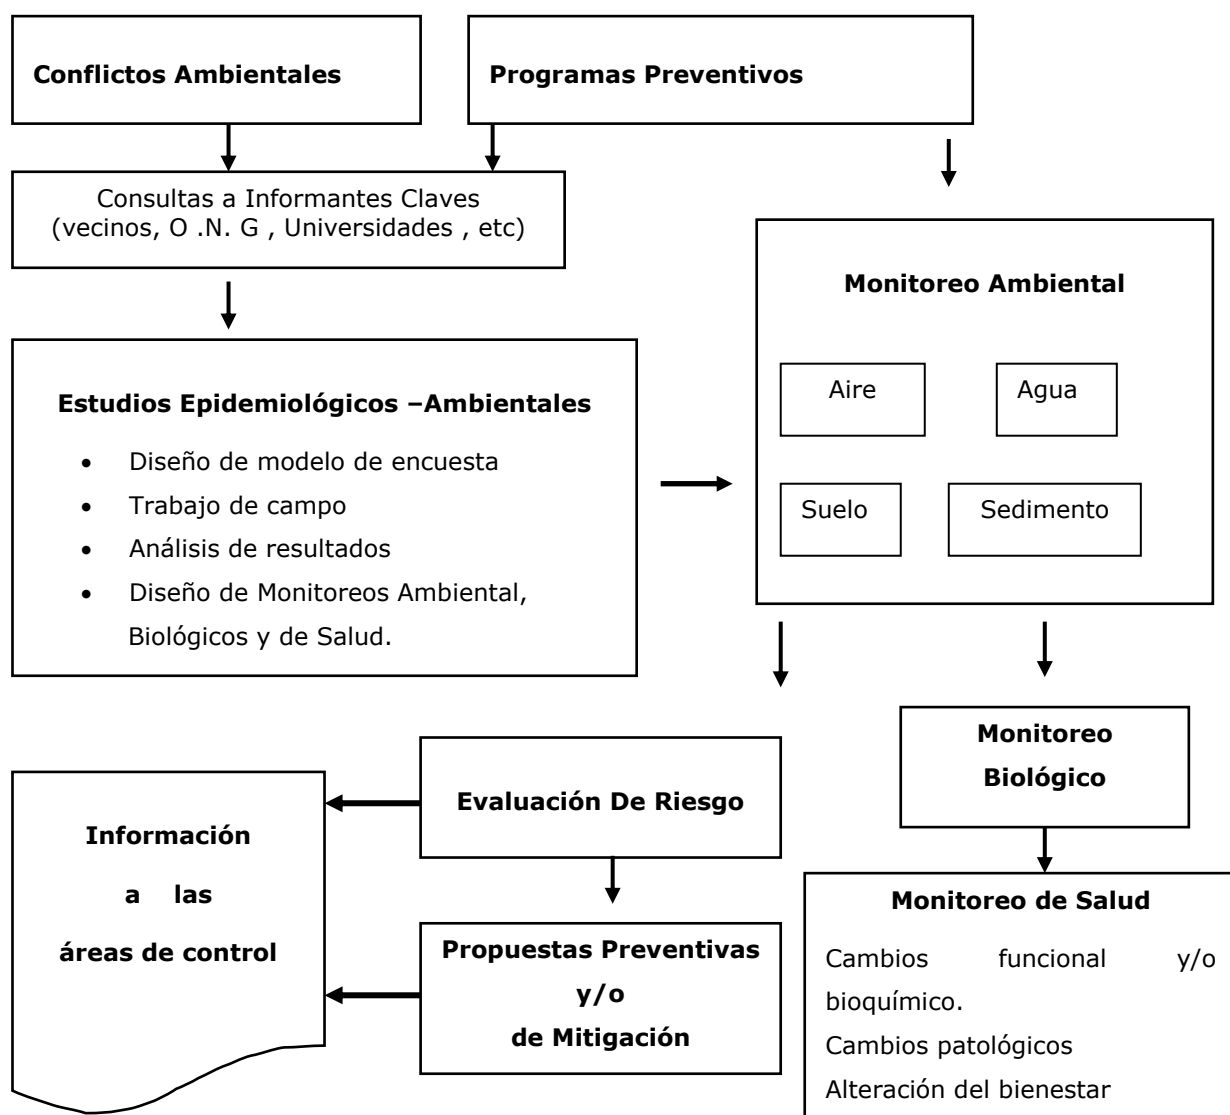 Conflictos Ambientales
Programas Preventivos
Consultas a Informantes Claves
(vecinos, O .N. G , Universidades , etc)
Estudios Epidemiológicos –Ambientales
• Diseño de modelo de encuesta
• Trabajo de campo
• Análisis de resultados
• Diseño de Monitoreos Ambiental,
Biológicos y de Salud.
Monitoreo Ambiental
Aire
Agua
Suelo
Sedimento
Monitoreo
Biológico
Evaluación De Riesgo
Información
a las
áreas de control
Propuestas Preventivas
y/o
de Mitigación
Monitoreo de Salud
Cambios funcional y/o
bioquímico.
Cambios patológicos
Alteración del bienestar